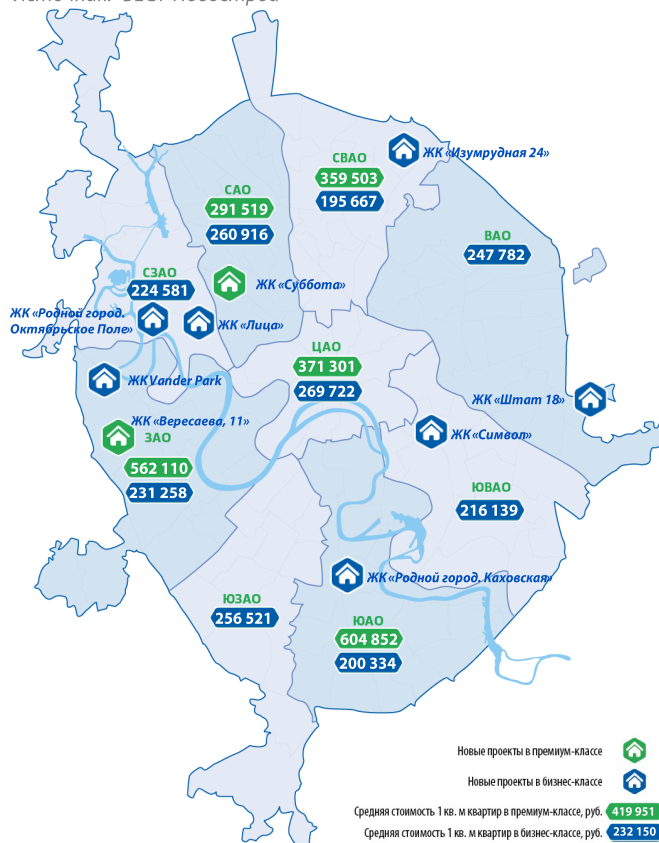 СВАО
359 503
195 667
ЖК «Изумрудная 24»
САО
291 519
260 916
ВАО
247 782
СЗАО
224 581
ЖК «Суббота»
ЖК «Родной город.
Октябрьское Поле»
ЖК «Лица»
ЦАО
371 301
269 722
ЖК Vander Park
ЖК «Штат 18»
ЖК «Вересаева, 11»
ЗАО
562 110
231 258
ЖК «Символ»
ЮВАО
216 139
ЖК «Родной город. Каховская»
ЮЗАО
256 521
ЮАО
604 852
200 334
Новые проекты в премиум-классе
Новые проекты в бизнес-классе
Средняя стоимость 1 кв. м квартир в премиум-классе, руб. 419 951
Средняя стоимость 1 кв. м квартир в бизнес-классе, руб. 232 150